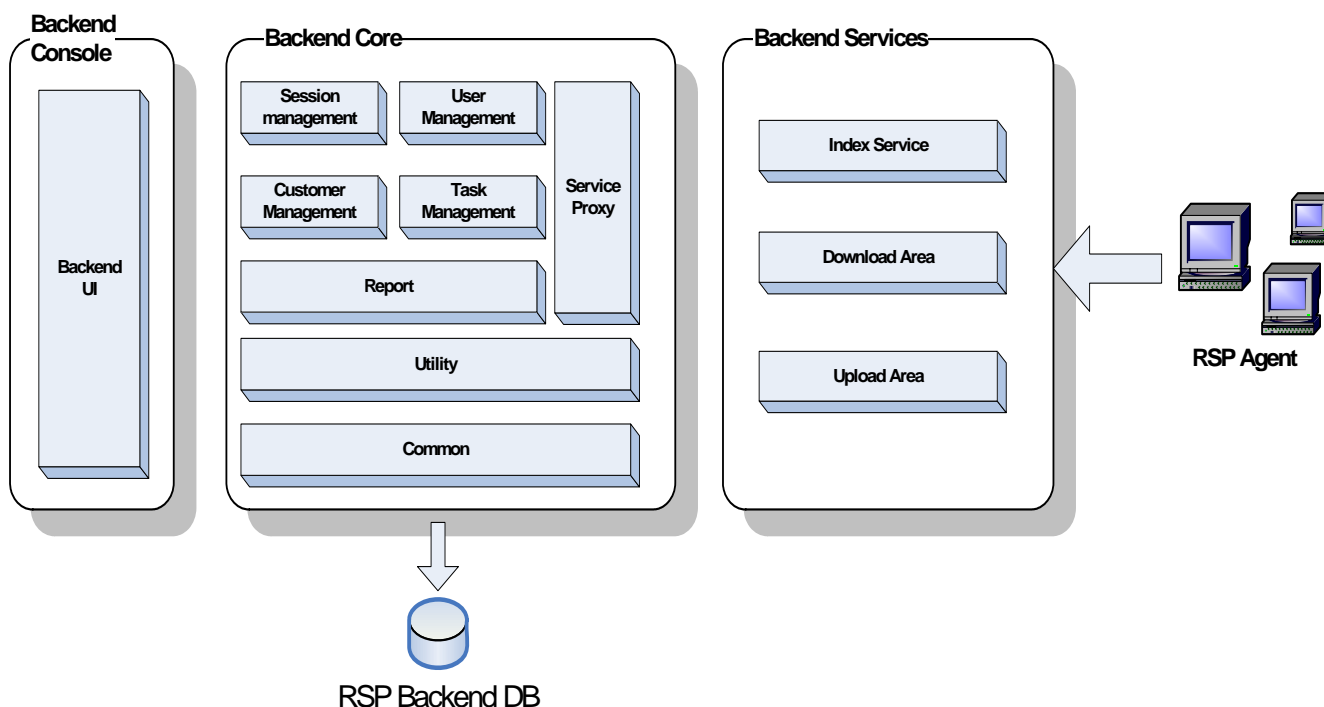 Backend
Console
Backend UI
Backend Core
Session
management
User
Management
Customer
Management
Task
Management
Service
Proxy
Report
Utility
Common
Backend Services
Index Service
Download Area
Upload Area
RSP Agent
RSP Backend DB